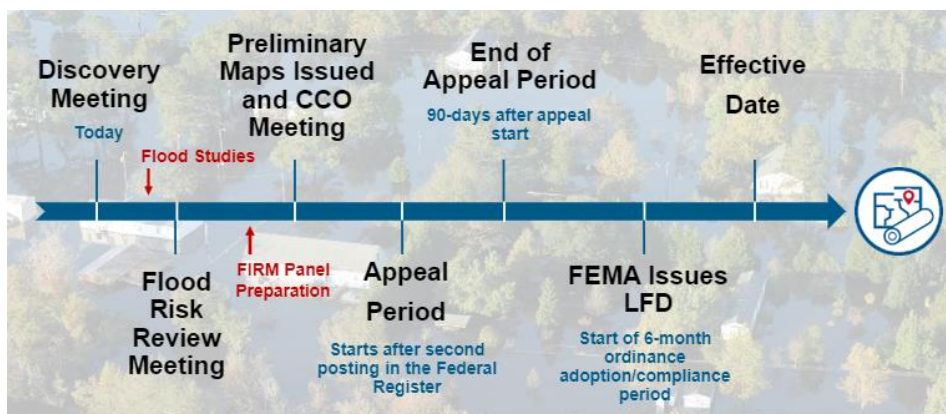 Discovery
Meeting
Today
Flood Studies
Preliminary
Maps Issued
and CCO
Meeting
End of
Appeal Period
90-days after appeal
start
Effective
Date
Flood
Risk
Review
Meeting
FIRM Panel
Preparation
Appeal
Period
Starts after second
posting in the Federal
Register
FEMA Issues
LFD
Start of 6-month
ordinance
adoption/compliance
period